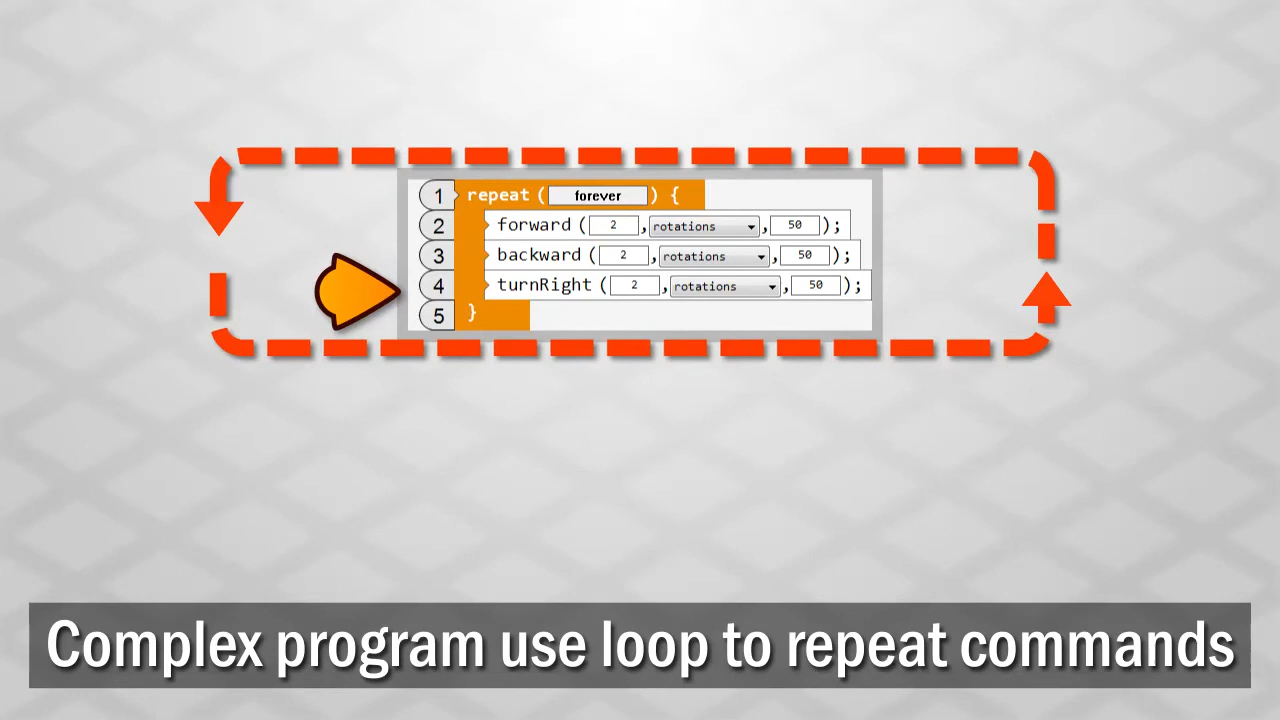 1 repeat ( forever ) {
2 forward ( 2 , rotations , 50 );
3 backward ( 2 , rotations , 50 );
4 turnRight ( 2 , rotations , 50 );
5 }
Complex program use loop to repeat commands